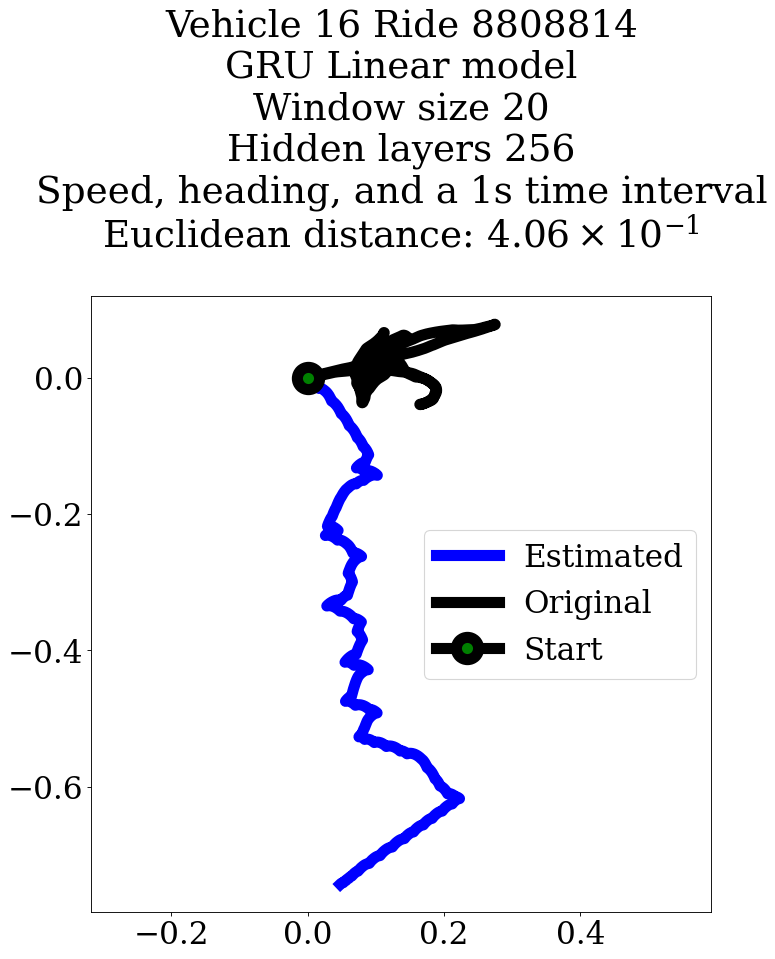 Vehicle 16 Ride 8808814
GRU Linear model
Window size 20
Hidden layers 256
Speed, heading, and a 1s time interval
Euclidean distance: 4.06 × 10⁻¹
0.0
−0.2
−0.4
−0.6
Estimated
Original
Start
−0.2 0.0 0.2 0.4